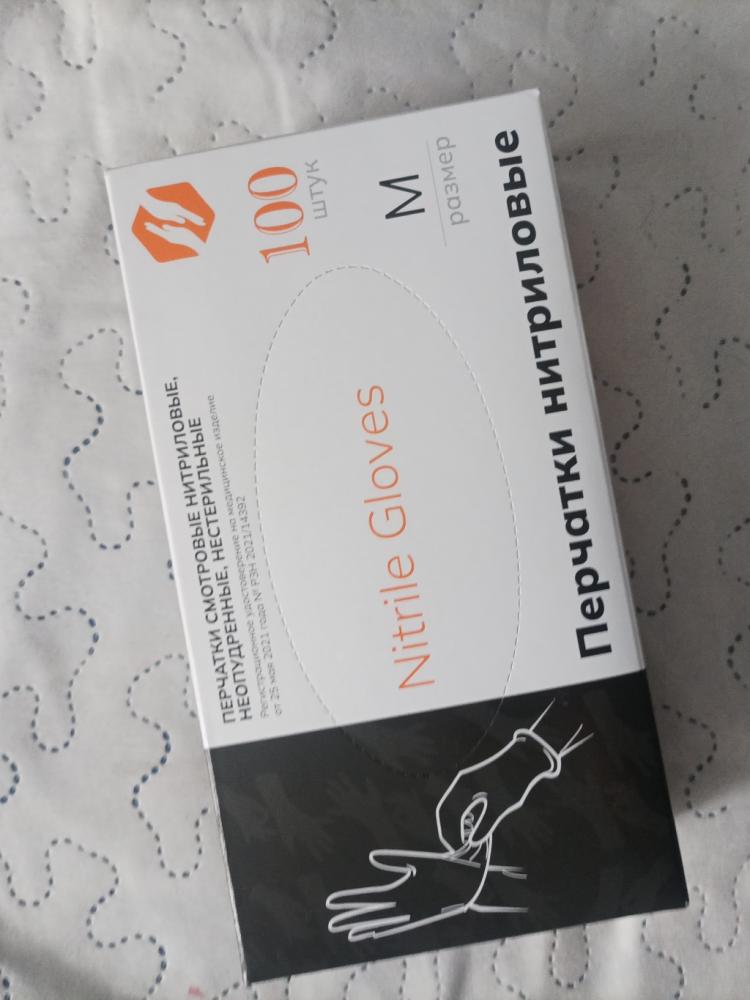 ПЕРЧАТКИ СМОТРОВЫЕ НИТРИЛОВЫЕ,
НЕОПУДРЕННЫЕ, НЕСТЕРИЛЬНЫЕ
Регистрационное удостоверение на медицинское изделие
от 25 мая 2021 года № РЗН 2021/14392
100
штук
Nitrile Gloves
M
размер
Перчатки нитриловые